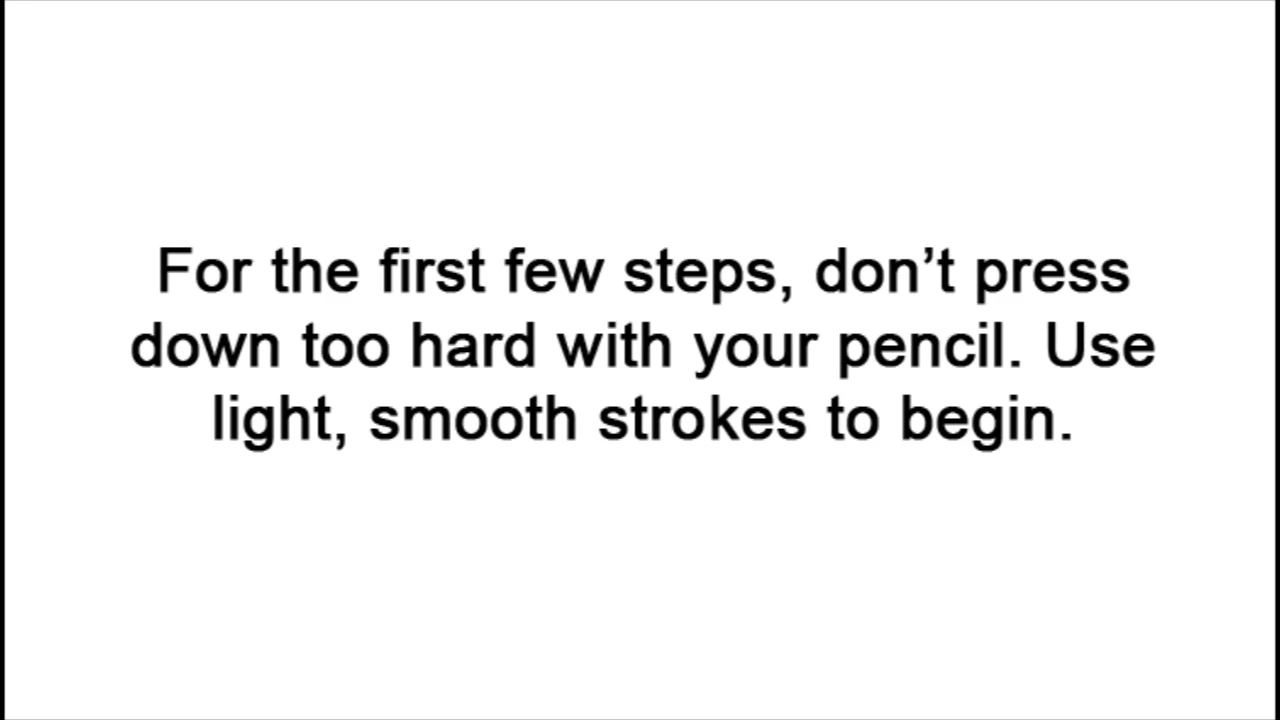 For the first few steps, don’t press
down too hard with your pencil. Use
light, smooth strokes to begin.